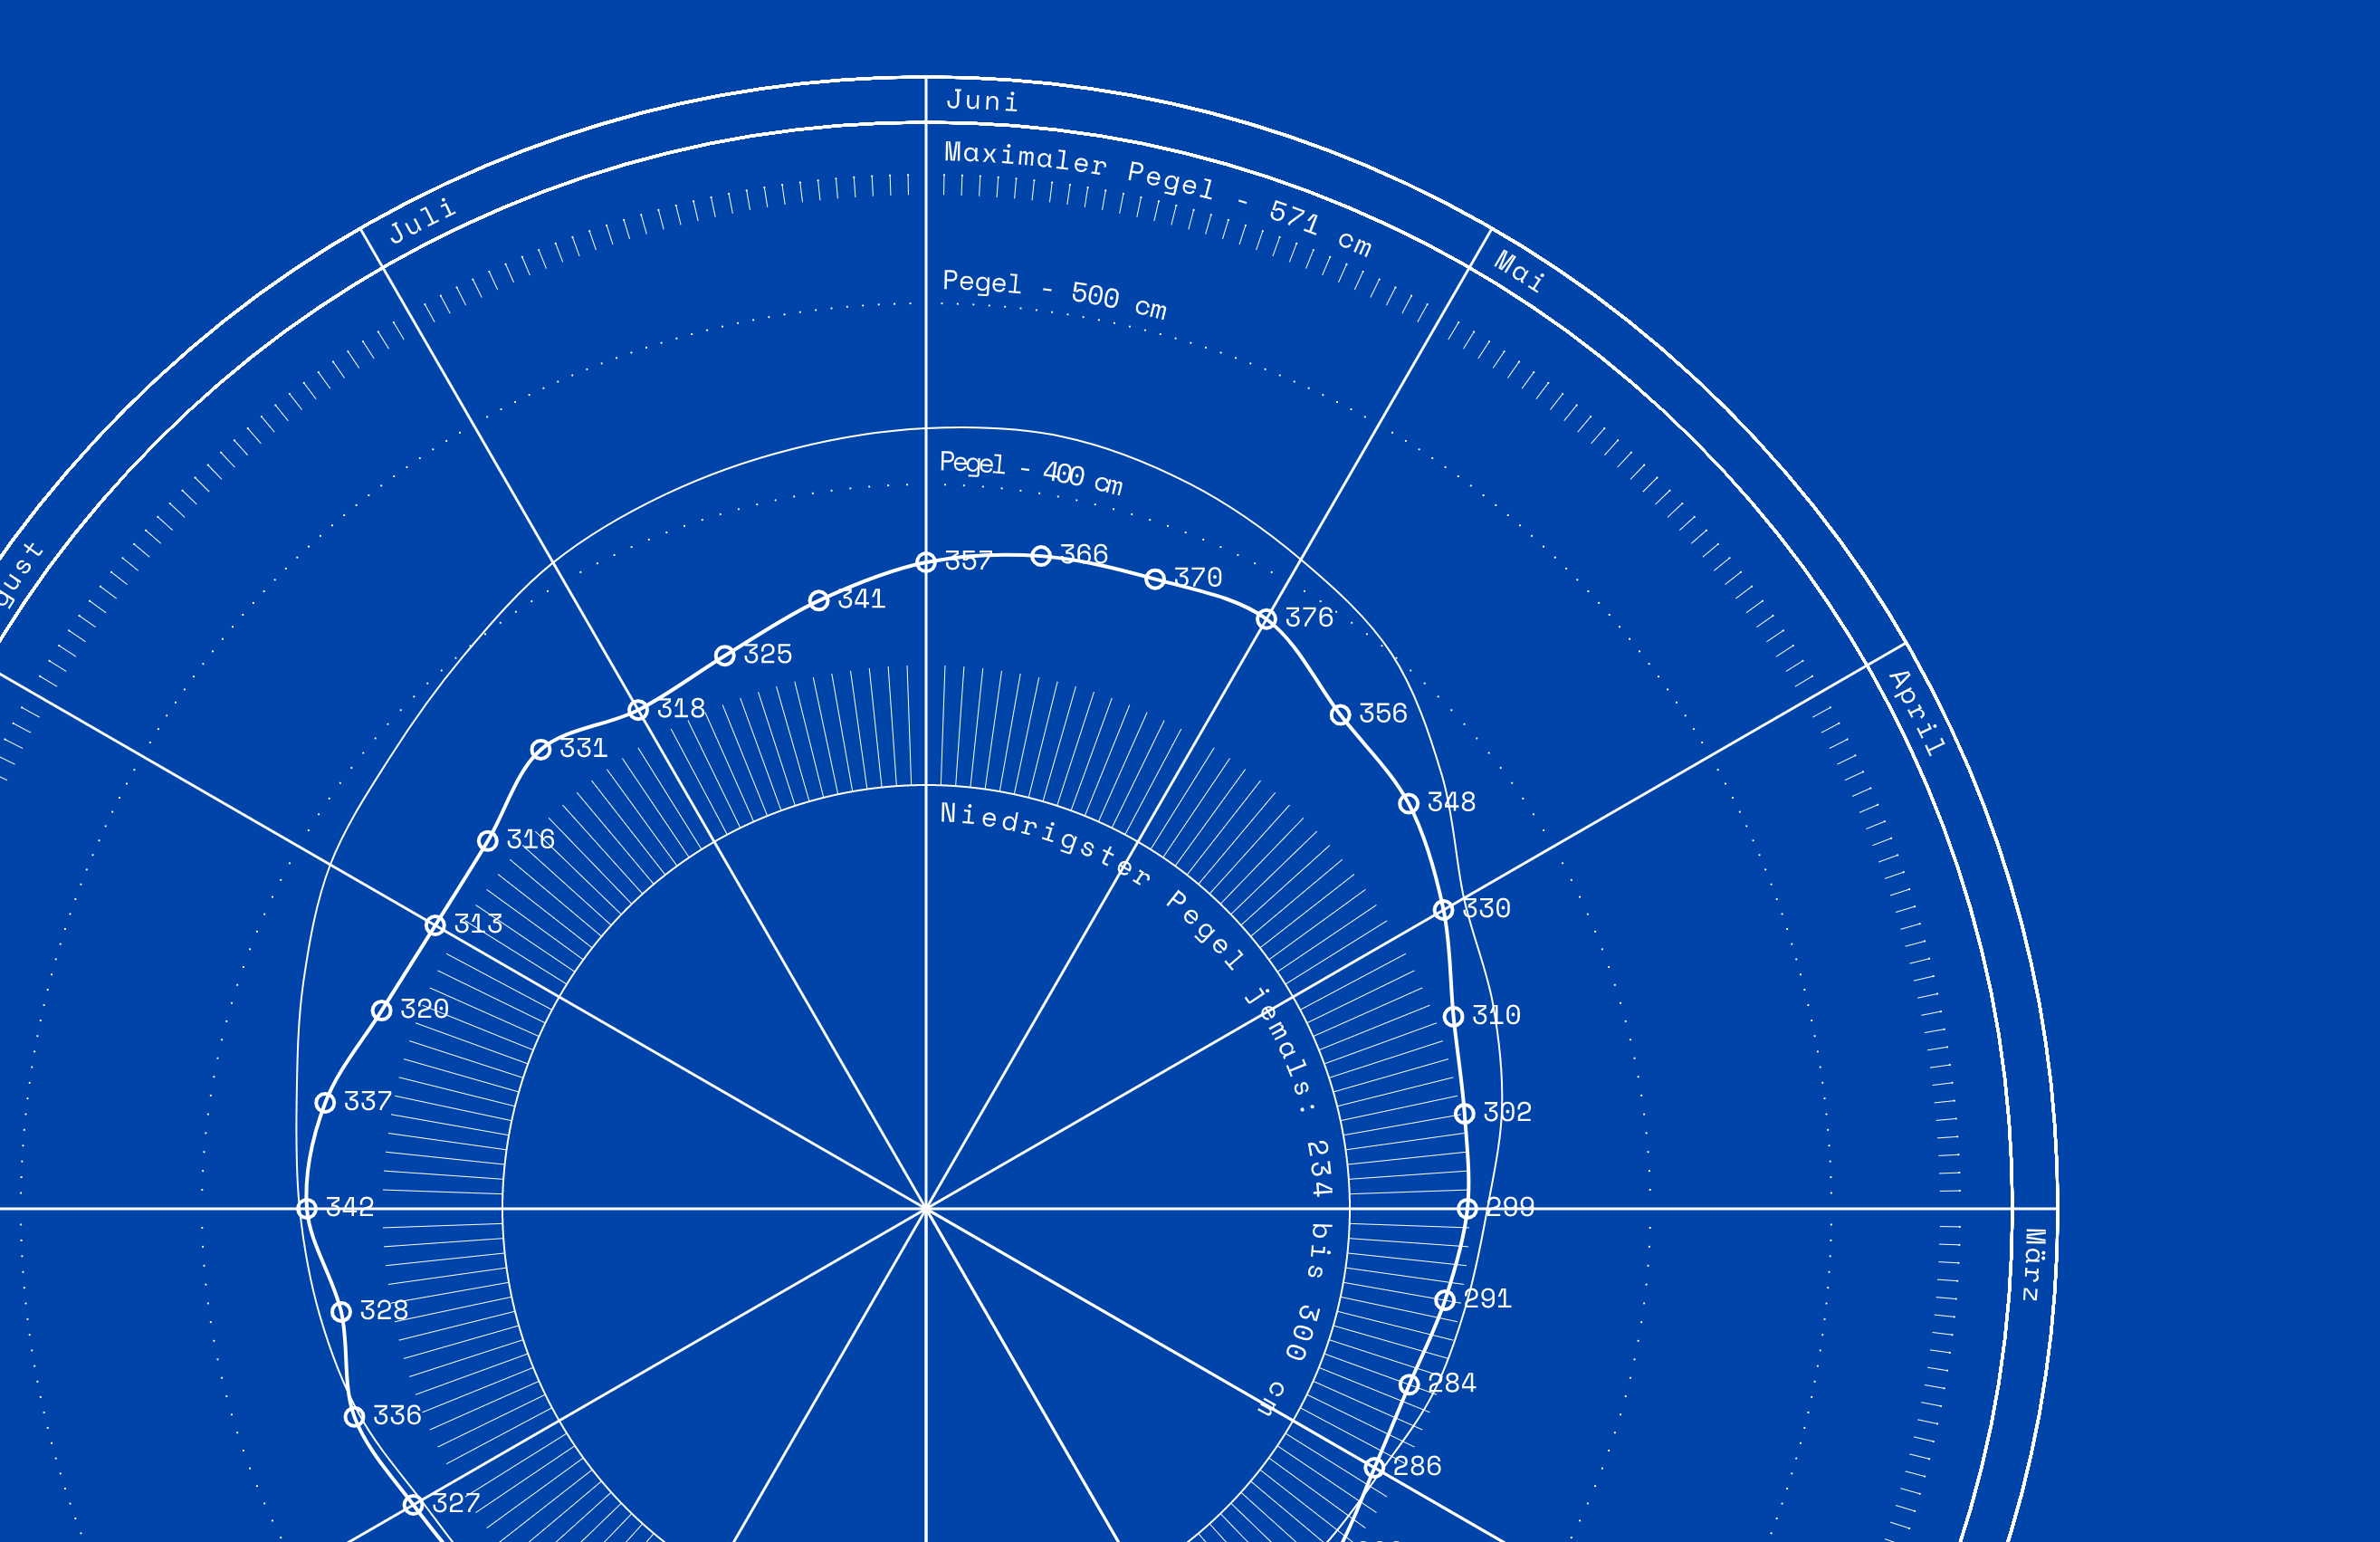 Juni
Maximaler Pegel - 571 cm
Juli
Mai
Pegel - 500 cm
Pegel - 400 cm
gust
357
366
370
341
376
325
April
318
356
331
348
Niedrigster Pegel jemals: 234 bis 300 cm
316
330
313
320
310
337
302
342
299
März
291
328
284
336
286
327